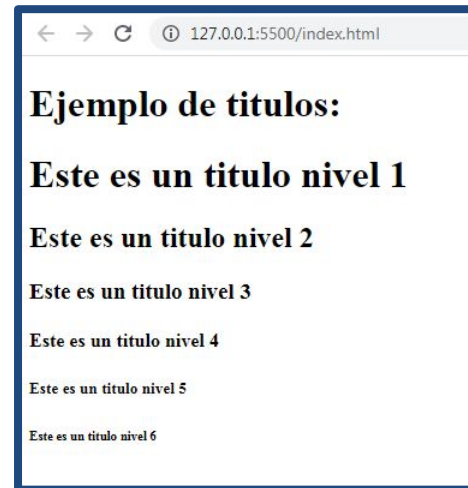 127.0.0.1:5500/index.html
Ejemplo de titulos:
Este es un titulo nivel 1
Este es un titulo nivel 2
Este es un titulo nivel 3
Este es un titulo nivel 4
Este es un titulo nivel 5
Este es un titulo nivel 6